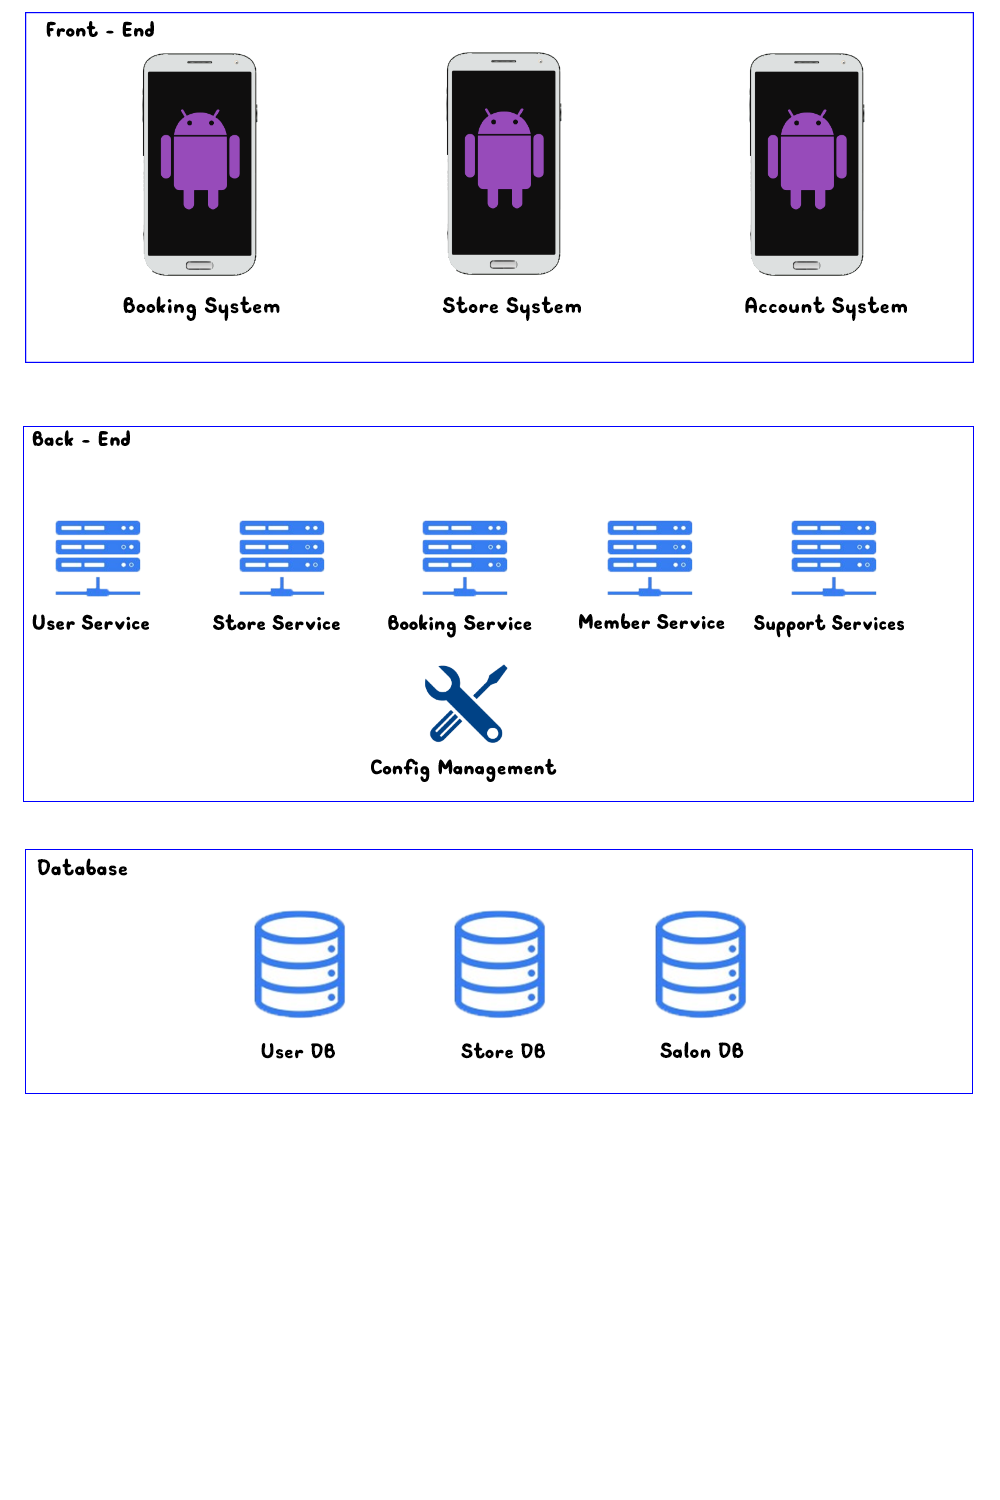 Front - End
Booking System
Store System
Account System
Back - End
User Service
Store Service
Booking Service
Member Service
Support Services
Config Management
Database
User DB
Store DB
Salon DB